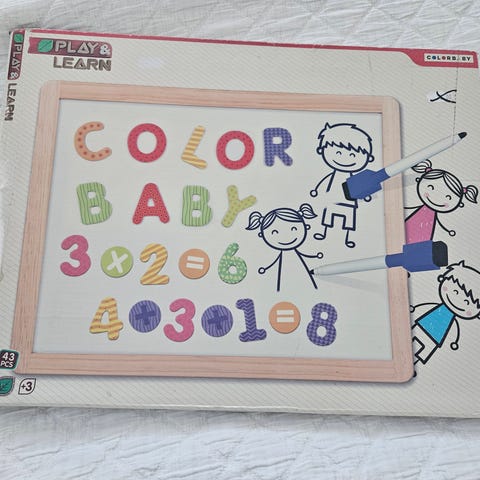 PLAY&
LEARN
COLORBABY
PLAY& LEARN
COLOR
BABY
3×2=6
4+3+1=8
43
PCS
+3